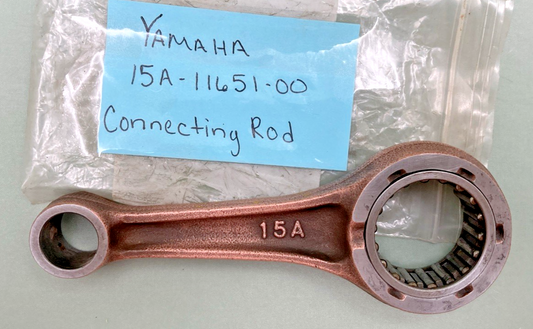 YAMAHA
15A-11651-00
Connecting Rod
15A